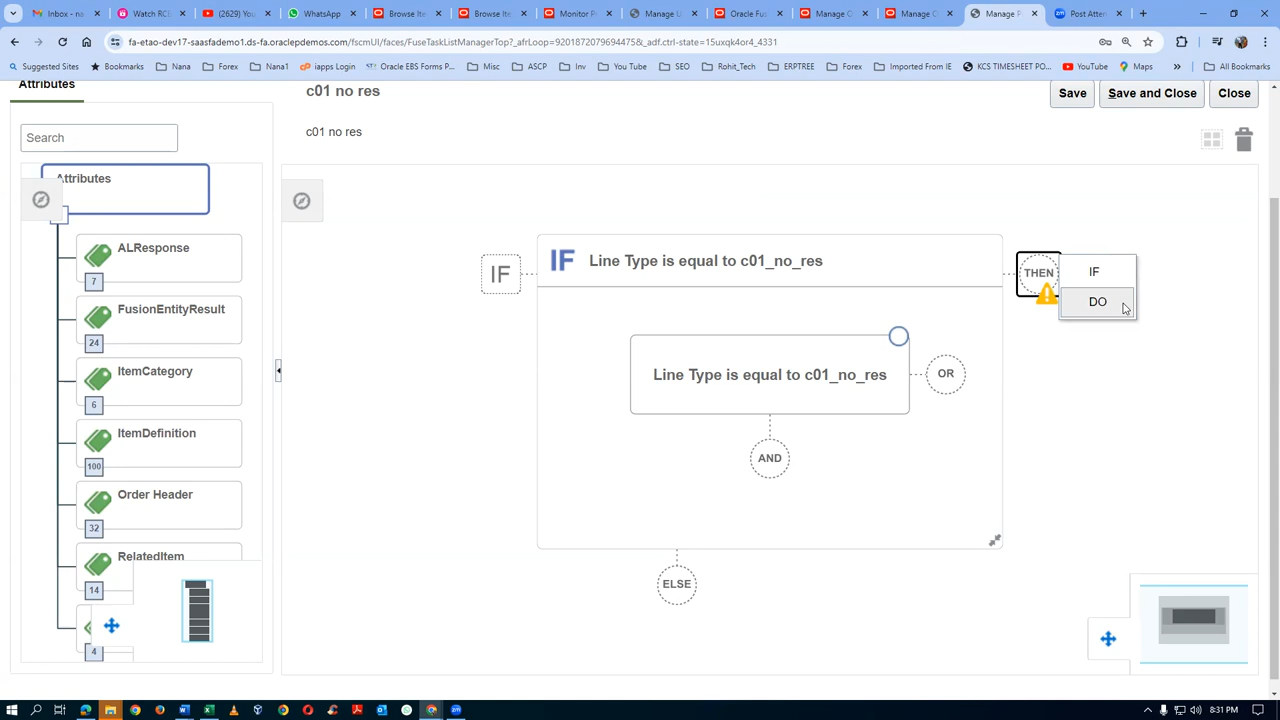 Inbox - na
Watch RCB
(2629) You
WhatsApp
Browse Ite
Browse Ite
Monitor P
Manage U
Oracle Fu
Manage C
Manage C
Manage P
Post Atten
fa-etao-dev17-saasfademo1.ds-fa.oraclepdemos.com/fscmUI/faces/FuseTaskListManagerTop?_afrLoop=9201872079694475&_adf.ctrl-state=15uxqk4or4_4331
Suggested Sites
Bookmarks
Nana
Forex
Nana1
iapps Login
Oracle EBS Forms P...
Misc
ASCP
Inv
You Tube
SEO
Rohit_Tech
ERPTREE
Forex
Imported From IE
KCS TIMESHEET PO...
YouTube
Maps
All Bookmarks
Attributes
c01 no res
Save
Save and Close
Close
c01 no res
Search
Attributes
ALResponse
7
FusionEntityResult
24
ItemCategory
6
ItemDefinition
100
Order Header
32
RelatedItem
14
4
IF
IF
Line Type is equal to c01_no_res
THEN
IF
DO
Line Type is equal to c01_no_res
OR
AND
ELSE
8:31 PM